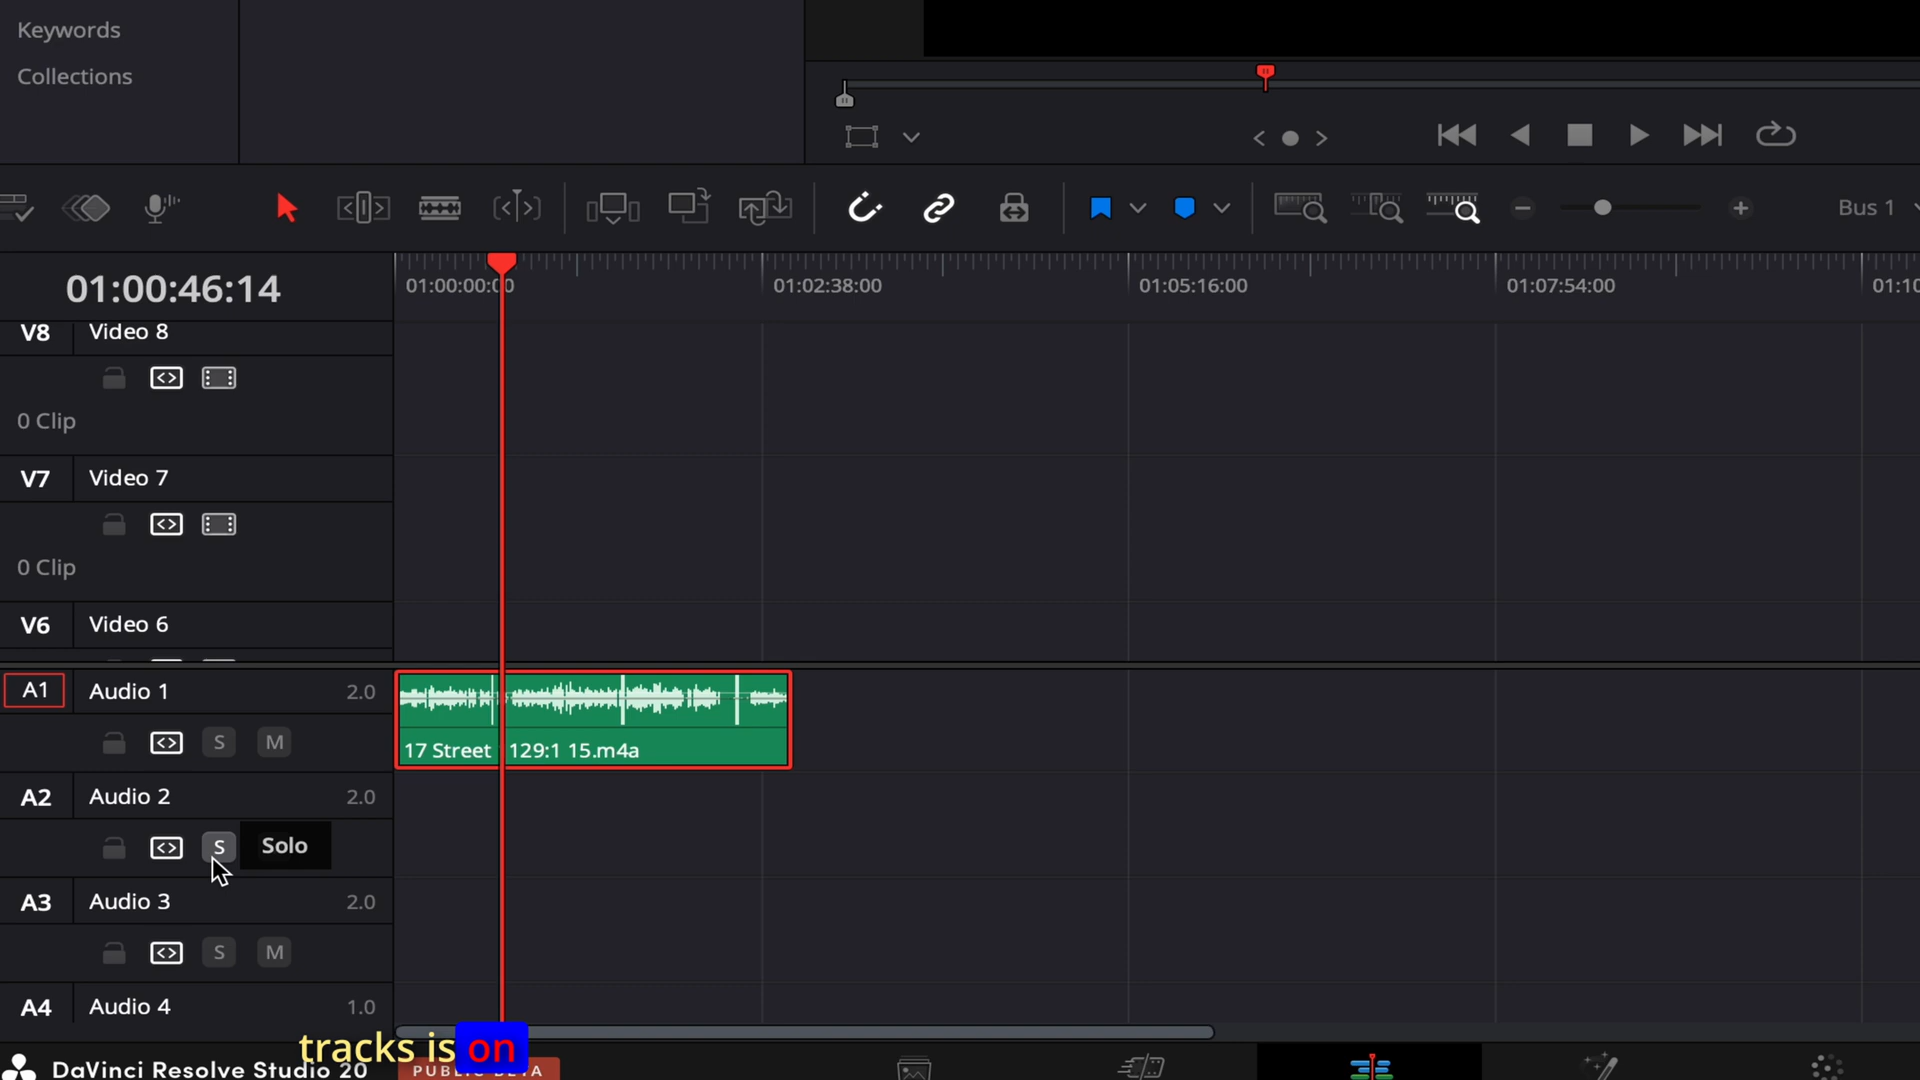 Keywords
Collections
Bus 1
01:00:46:14
01:00:00:00
01:02:38:00
01:05:16:00
01:07:54:00
V8 Video 8
0 Clip
V7 Video 7
0 Clip
V6 Video 6
A1 Audio 1 2.0
S M
17 Street 129:1 15.m4a
A2 Audio 2 2.0
S Solo
A3 Audio 3 2.0
S M
A4 Audio 4 1.0
tracks is on
DaVinci Resolve Studio 20